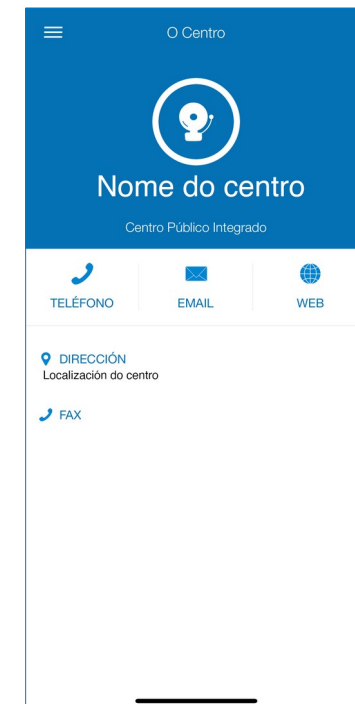 O Centro
Nome do centro
Centro Público Integrado
TELÉFONO
EMAIL
WEB
DIRECCIÓN
Localización do centro
FAX